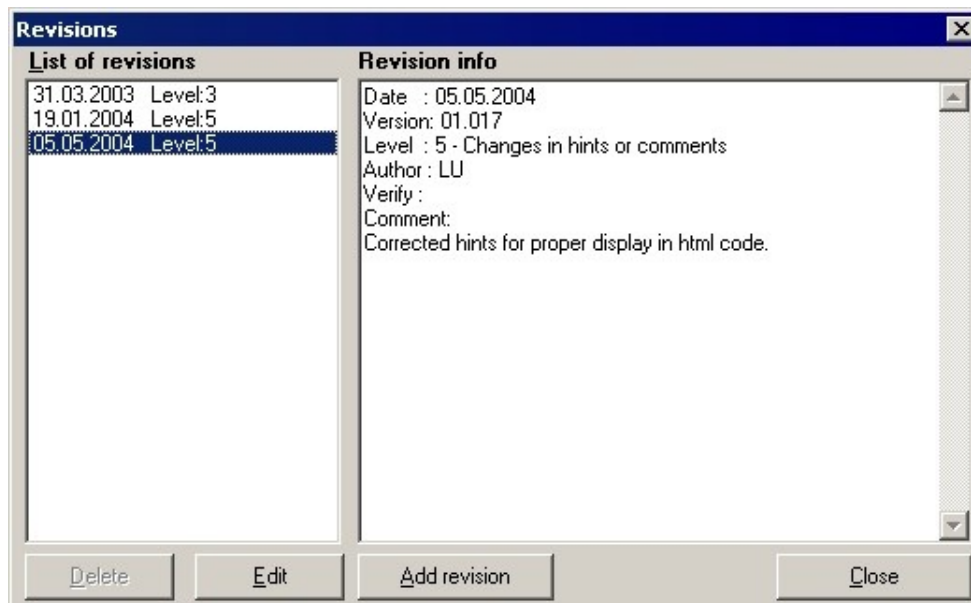 Revisions
List of revisions
31.03.2003 Level:3
19.01.2004 Level:5
05.05.2004 Level:5
Revision info
Date : 05.05.2004
Version: 01.017
Level : 5 - Changes in hints or comments
Author : LU
Verify :
Comment:
Corrected hints for proper display in html code.
Delete
Edit
Add revision
Close